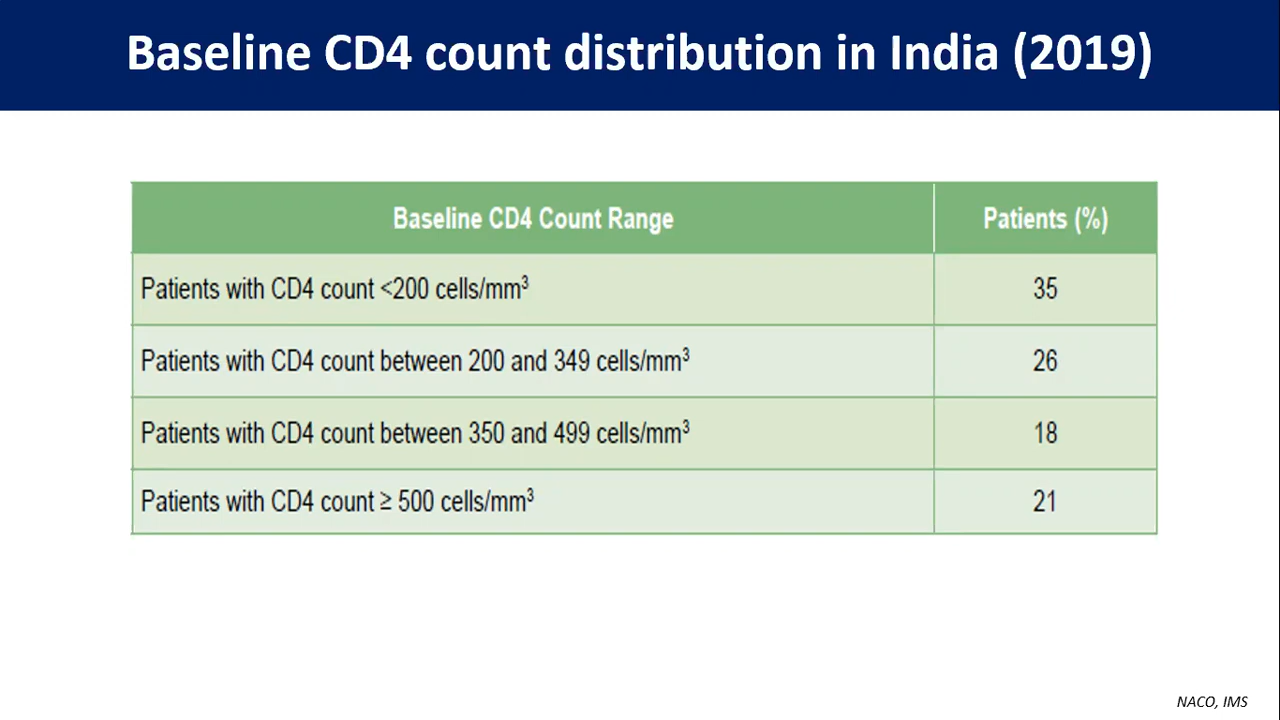 Baseline CD4 count distribution in India (2019)
Baseline CD4 Count Range Patients (%)
Patients with CD4 count <200 cells/mm³ 35
Patients with CD4 count between 200 and 349 cells/mm³ 26
Patients with CD4 count between 350 and 499 cells/mm³ 18
Patients with CD4 count ≥ 500 cells/mm³ 21
NACO, IMS